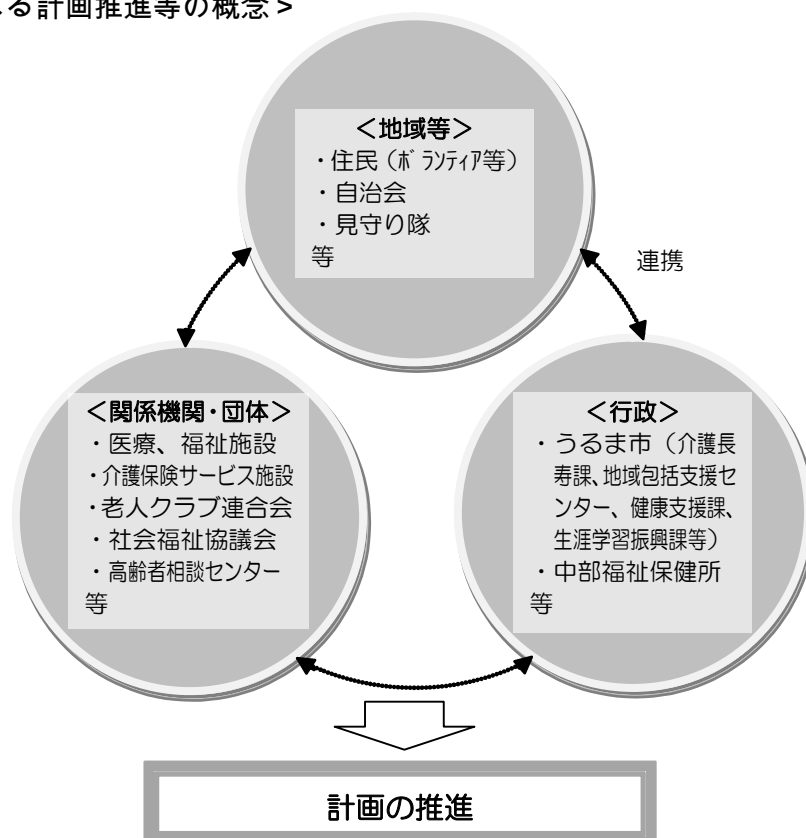 る計画推進等の概念＞
＜地域等＞
・住民（ﾎﾞﾗﾝﾃｨｱ等）
・自治会
・見守り隊
等
連携
＜関係機関・団体＞
・医療、福祉施設
・介護保険サービス施設
・老人クラブ連合会
・社会福祉協議会
・高齢者相談センター
等
＜行政＞
・うるま市（介護長
寿課、地域包括支援セ
ンター、健康支援課、
生涯学習振興課等）
・中部福祉保健所
等
計画の推進